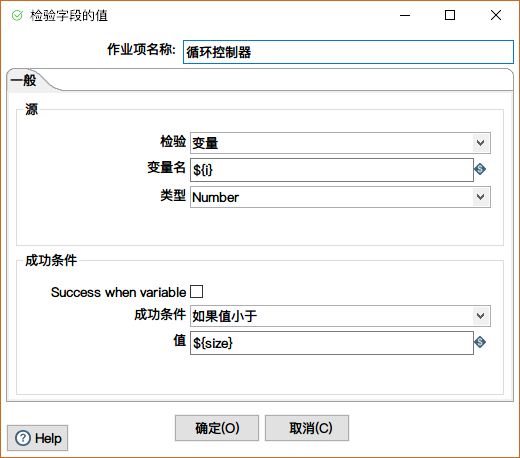 检验字段的值
作业项名称: 循环控制器
一般
源
检验 变量
变量名 ${i}
类型 Number
成功条件
Success when variable
成功条件 如果值小于
值 ${size}
确定(O) 取消(C)
Help